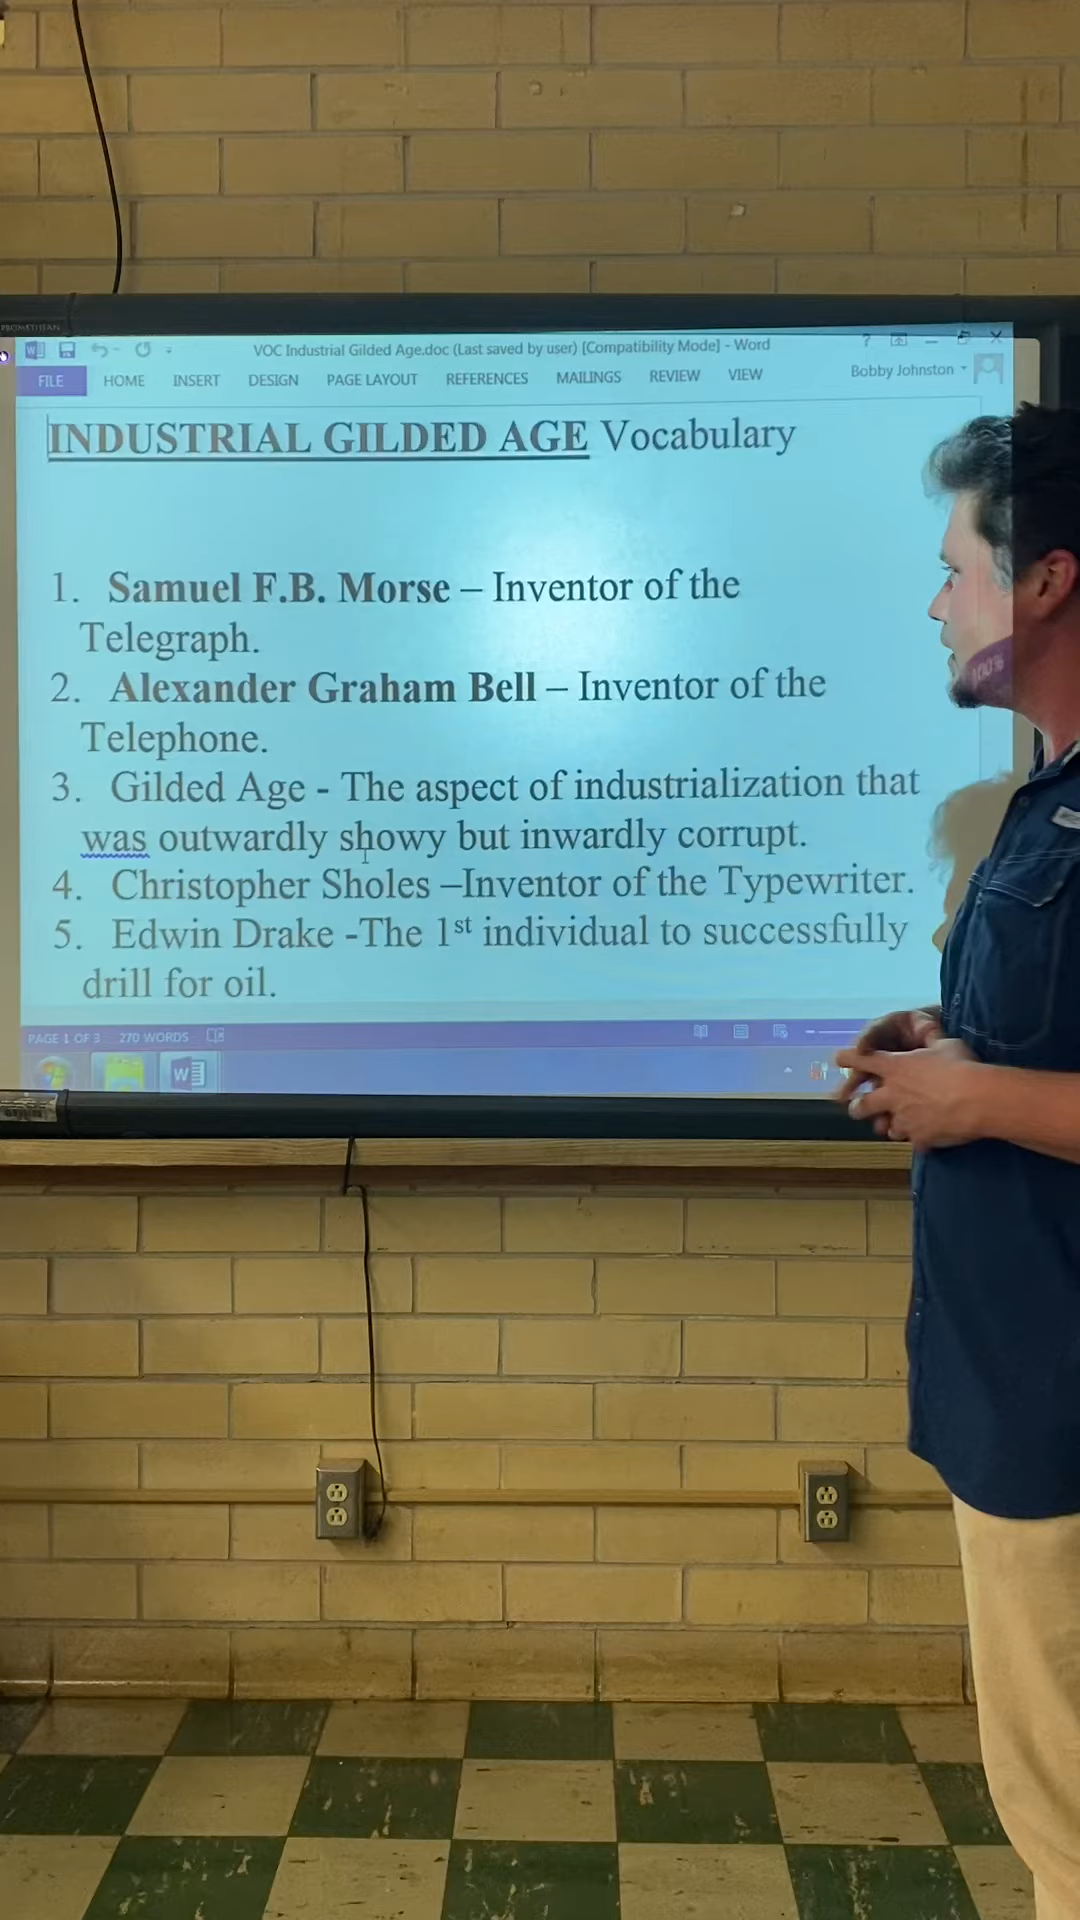 PROMETHEAN
VOC Industrial Gilded Age.doc (Last saved by user) [Compatibility Mode] - Word
FILE HOME INSERT DESIGN PAGE LAYOUT REFERENCES MAILINGS REVIEW VIEW Bobby Johnston
INDUSTRIAL GILDED AGE Vocabulary
1. Samuel F.B. Morse – Inventor of the
Telegraph.
2. Alexander Graham Bell – Inventor of the
Telephone.
3. Gilded Age - The aspect of industrialization that
was outwardly showy but inwardly corrupt.
4. Christopher Sholes –Inventor of the Typewriter.
5. Edwin Drake -The 1st individual to successfully
drill for oil.
PAGE 1 OF 3 270 WORDS
100%